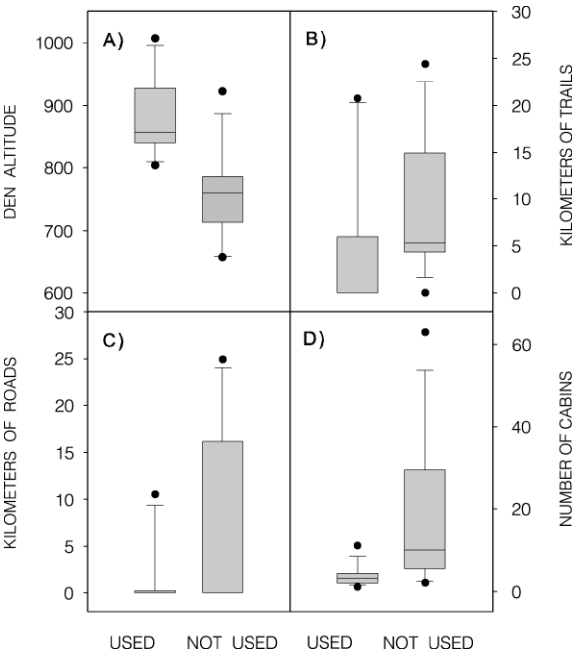 A)
DEN ALTITUDE
1000
900
800
700
600
B)
KILOMETERS OF TRAILS
30
25
20
15
10
5
0
C)
KILOMETERS OF ROADS
30
25
20
15
10
5
0
D)
NUMBER OF CABINS
60
40
20
0
USED NOT USED USED NOT USED